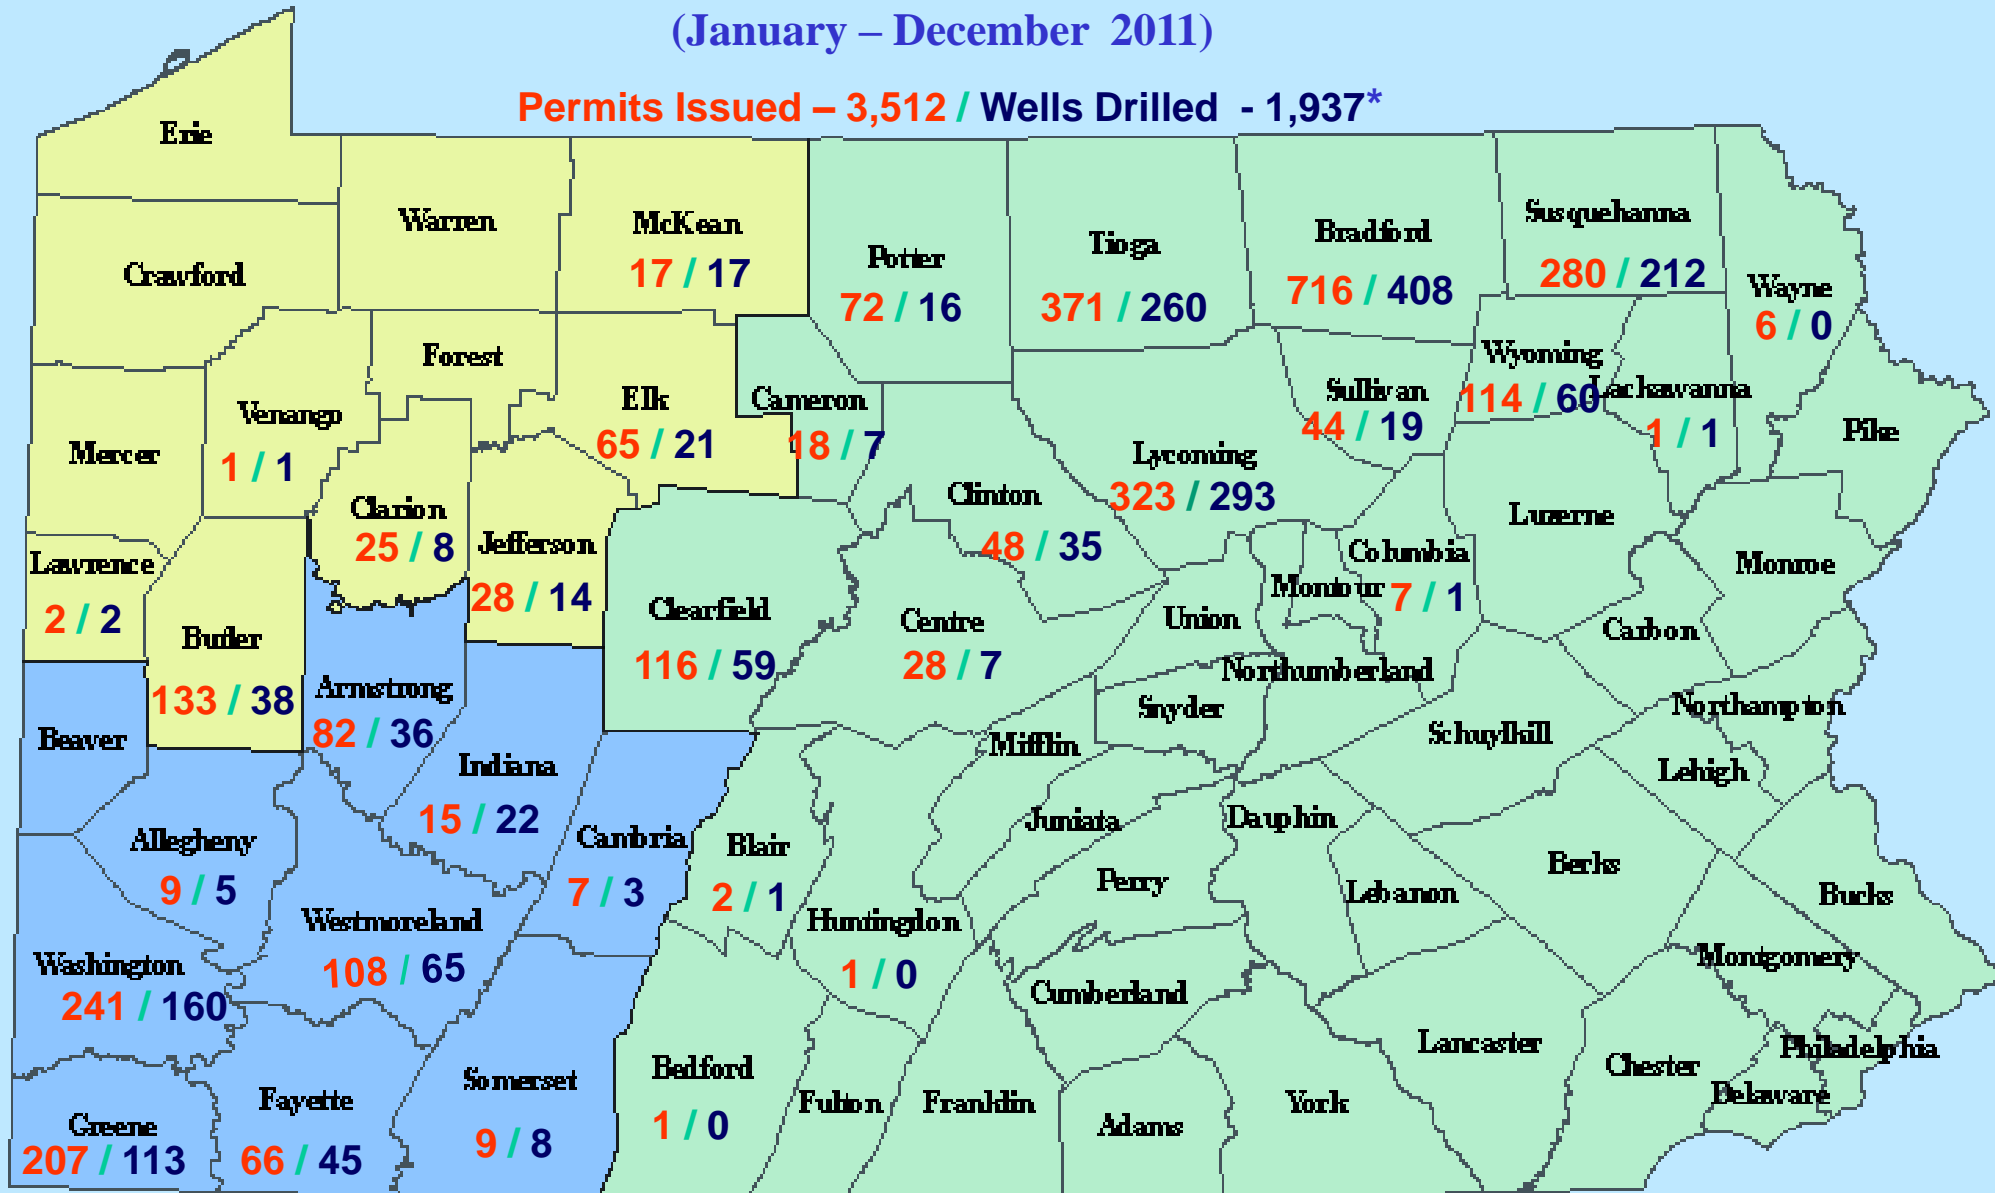 (January – December 2011)
Permits Issued – 3,512 / Wells Drilled - 1,937*
Erie
Warren
McKean
17 / 17
Crawford
Potter
72 / 16
Tioga
371 / 260
Bradford
716 / 408
Susquehanna
280 / 212
Wayne
6 / 0
Forest
Venango
1 / 1
Elk
65 / 21
Cameron
18 / 7
Sullivan
44 / 19
Wyoming
114 / 60
Lackawanna
1 / 1
Pike
Mercer
Lycoming
323 / 293
Clinton
48 / 35
Clarion
25 / 8
Jefferson
28 / 14
Luzerne
Columbia
7 / 1
Monroe
Lawrence
2 / 2
Butler
133 / 38
Clearfield
116 / 59
Centre
28 / 7
Union
Montour
Carbon
Northumberland
Armstrong
82 / 36
Snyder
Northampton
Beaver
Indiana
15 / 22
Mifflin
Schuylkill
Lehigh
Allegheny
9 / 5
Cambria
7 / 3
Blair
2 / 1
Juniata
Dauphin
Berks
Perry
Lebanon
Bucks
Westmoreland
108 / 65
Huntingdon
1 / 0
Washington
241 / 160
Cumberland
Montgomery
Lancaster
Philadelphia
Chester
Delaware
Somerset
9 / 8
Bedford
1 / 0
Fulton
Franklin
Adams
York
Fayette
66 / 45
Greene
207 / 113